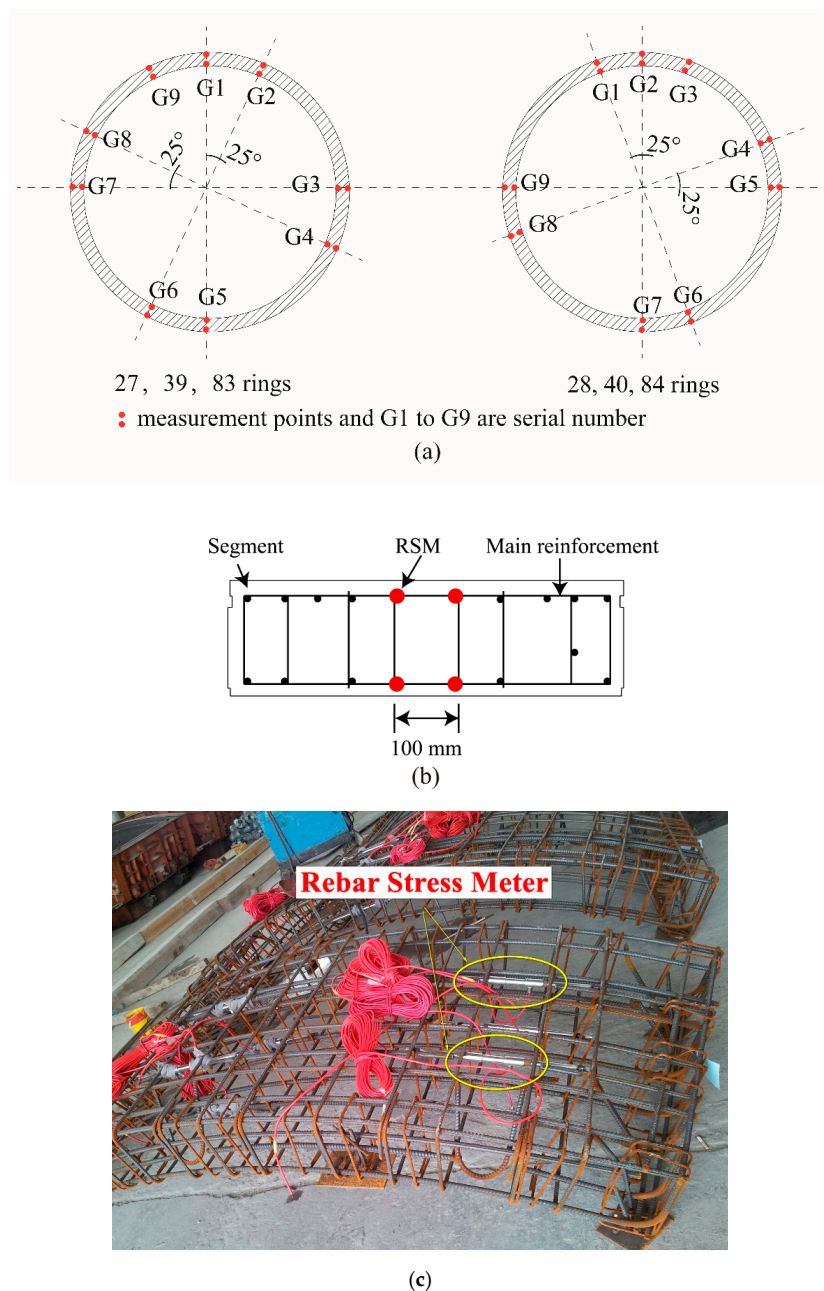 G9 G1 G2
G8
25°
25°
G7
G3
G4
G6
G5
G1 G2 G3
G4
25°
G9
G5
25°
G8
G7 G6
27, 39, 83 rings
28, 40, 84 rings
: measurement points and G1 to G9 are serial number
(a)
Segment RSM Main reinforcement
100 mm
(b)
Rebar Stress Meter
(c)